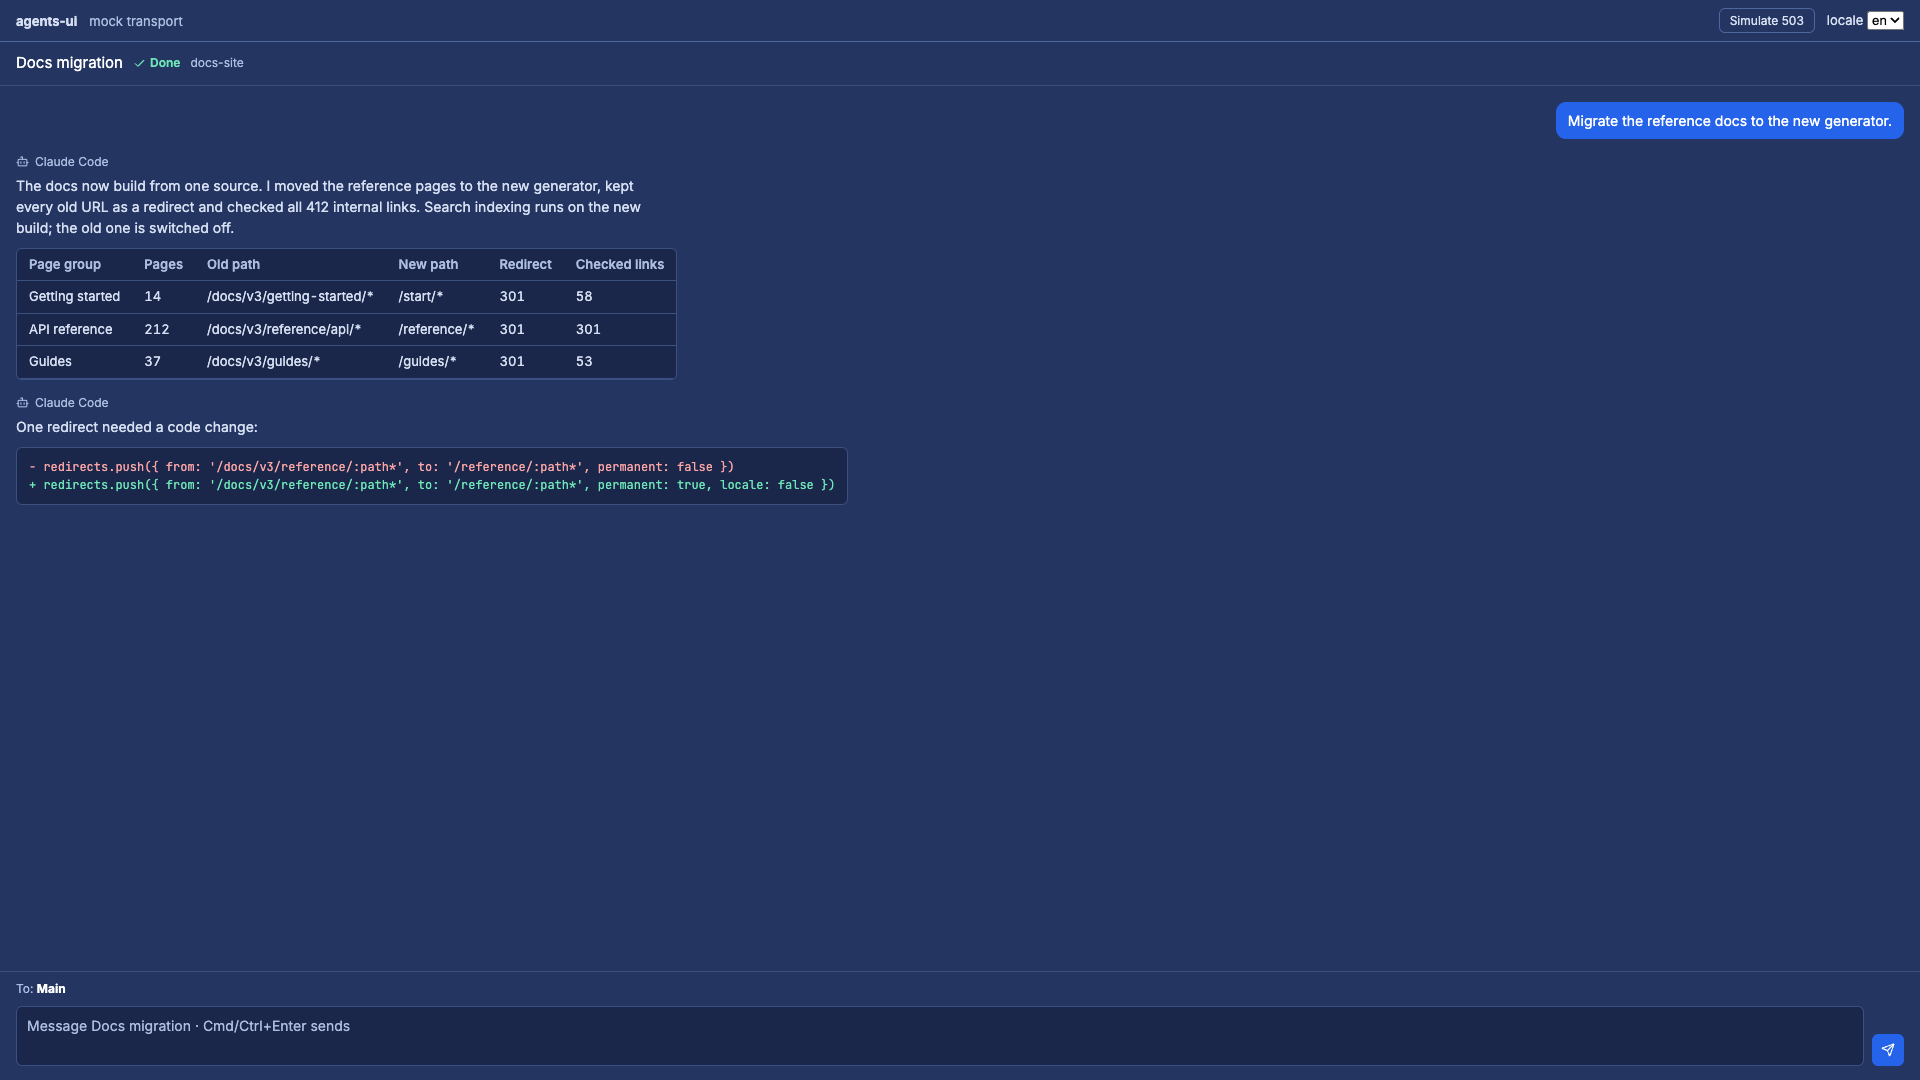 agents-ui mock transport Simulate 503 locale en
Docs migration Done docs-site
Migrate the reference docs to the new generator.
Claude Code
The docs now build from one source. I moved the reference pages to the new generator, kept
every old URL as a redirect and checked all 412 internal links. Search indexing runs on the new
build; the old one is switched off.
Page group Pages Old path New path Redirect Checked links
Getting started 14 /docs/v3/getting-started/* /start/* 301 58
API reference 212 /docs/v3/reference/api/* /reference/* 301 301
Guides 37 /docs/v3/guides/* /guides/* 301 53
Claude Code
One redirect needed a code change:
- redirects.push({ from: '/docs/v3/reference/:path*', to: '/reference/:path*', permanent: false })
+ redirects.push({ from: '/docs/v3/reference/:path*', to: '/reference/:path*', permanent: true, locale: false })
To: Main
Message Docs migration · Cmd/Ctrl+Enter sends